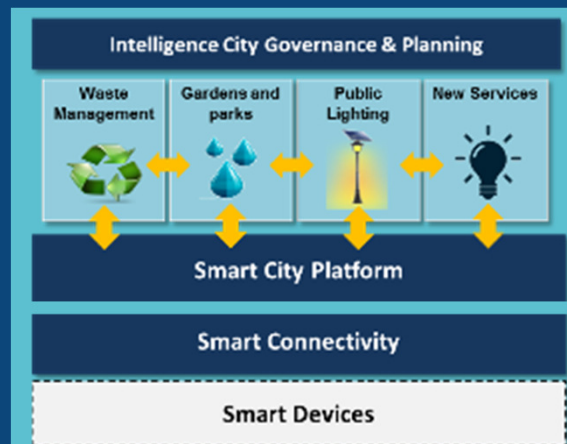 Intelligence City Governance & Planning
Waste
Management
Gardens and
parks
Public
Lighting
New Services
Smart City Platform
Smart Connectivity
Smart Devices